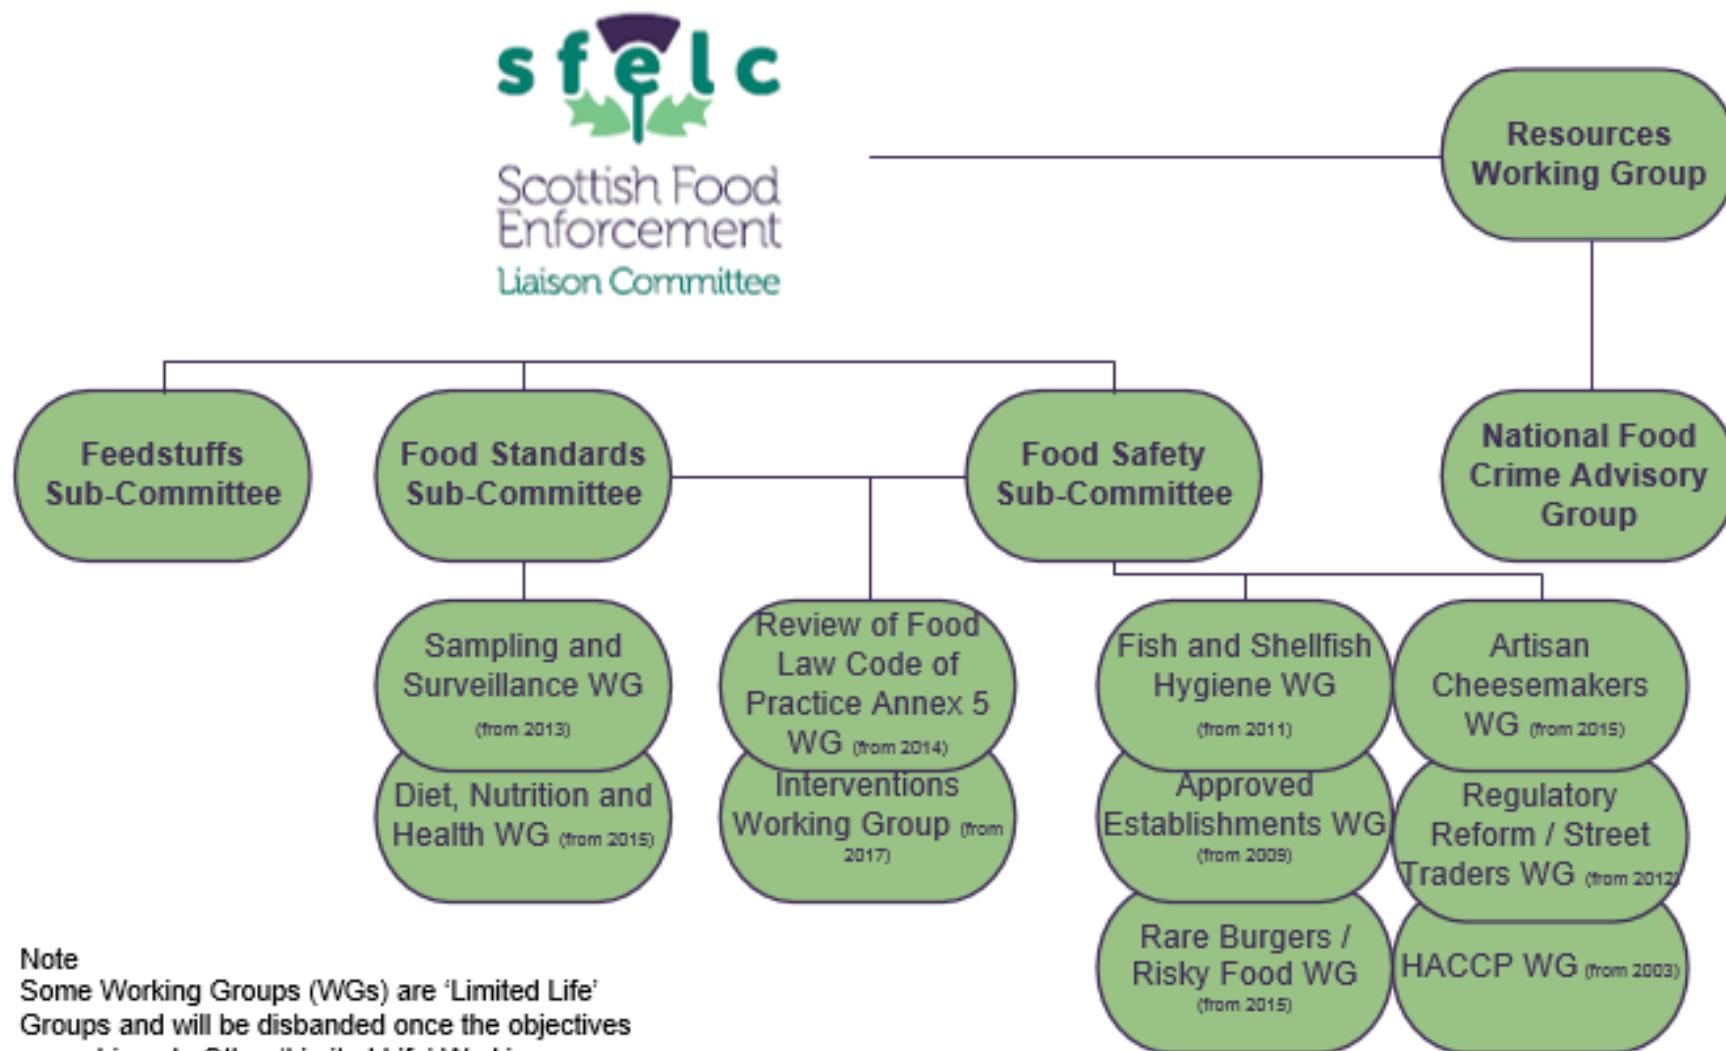 sfelc
Scottish Food
Enforcement
Liaison Committee
Resources
Working Group
Feedstuffs
Sub-Committee
Food Standards
Sub-Committee
Food Safety
Sub-Committee
National Food
Crime Advisory
Group
Sampling and
Surveillance WG
(from 2013)
Diet, Nutrition and
Health WG (from 2015)
Review of Food
Law Code of
Practice Annex 5
WG (from 2014)
Interventions
Working Group (from
2017)
Fish and Shellfish
Hygiene WG
(from 2011)
Approved
Establishments WG
(from 2009)
Rare Burgers /
Risky Food WG
(from 2015)
Artisan
Cheesemakers
WG (from 2015)
Regulatory
Reform / Street
Traders WG (from 2012)
HACCP WG (from 2003)
Note
Some Working Groups (WGs) are ‘Limited Life’
Groups and will be disbanded once the objectives